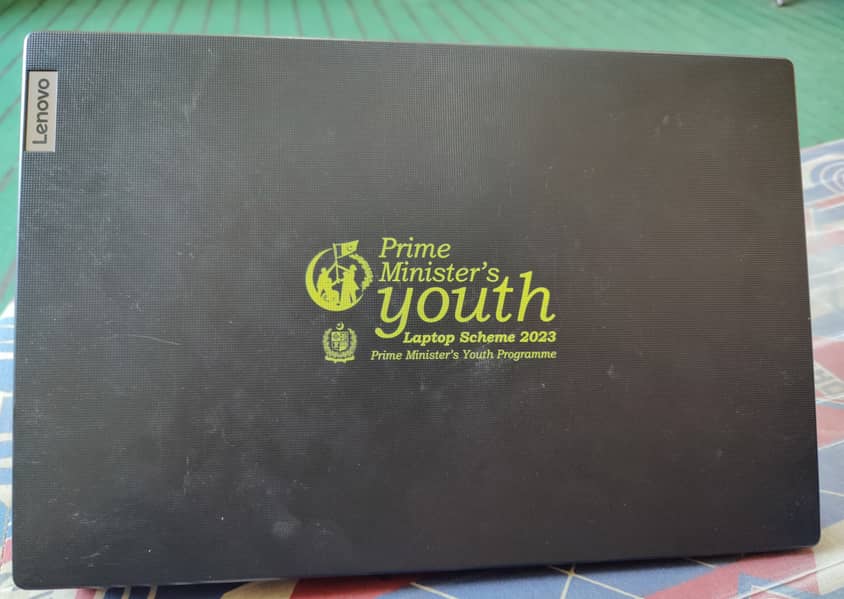 Lenovo
Prime
Minister's
youth
Laptop Scheme 2023
Prime Minister's Youth Programme